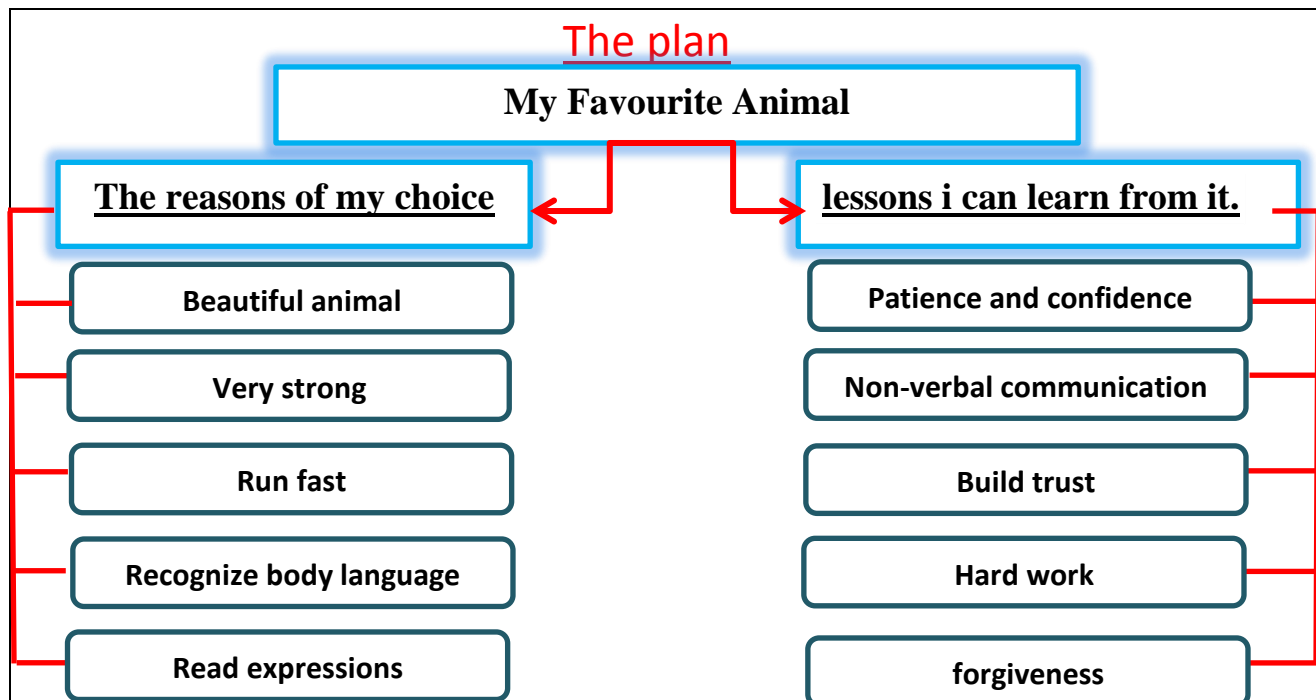 The plan
My Favourite Animal
The reasons of my choice
Beautiful animal
Very strong
Run fast
Recognize body language
Read expressions
lessons i can learn from it.
Patience and confidence
Non-verbal communication
Build trust
Hard work
forgiveness